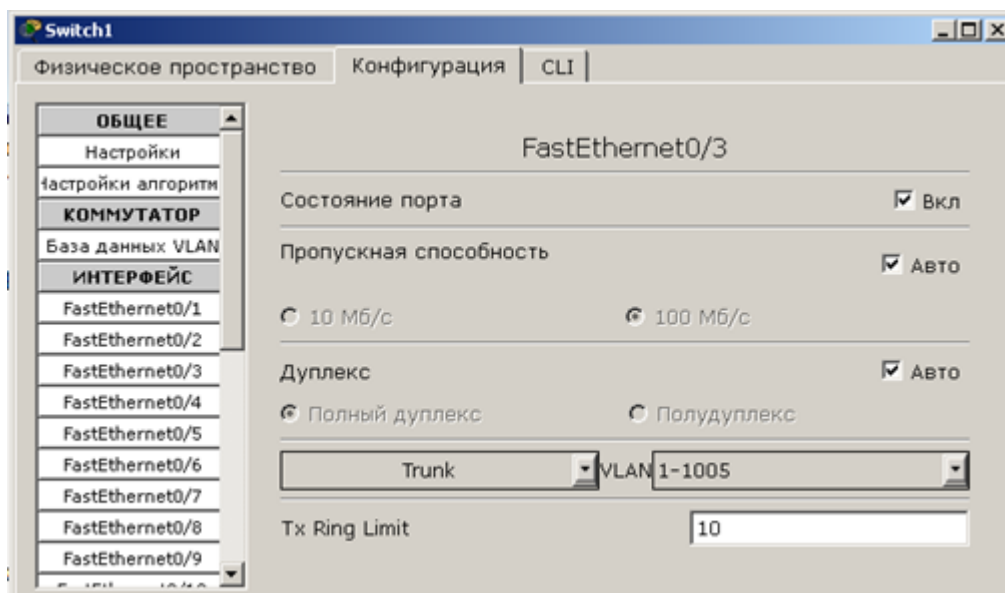 Switch1
Физическое пространство Конфигурация CLI
ОБЩЕЕ
Настройки
Настройки алгоритм
КОММУТАТОР
База данных VLAN
ИНТЕРФЕЙС
FastEthernet0/1
FastEthernet0/2
FastEthernet0/3
FastEthernet0/4
FastEthernet0/5
FastEthernet0/6
FastEthernet0/7
FastEthernet0/8
FastEthernet0/9
FastEthernet0/3
Состояние порта Вкл
Пропускная способность Авто
10 Мб/с 100 Мб/с
Дуплекс Авто
Полный дуплекс Полудуплекс
Trunk VLAN 1-1005
Tx Ring Limit 10